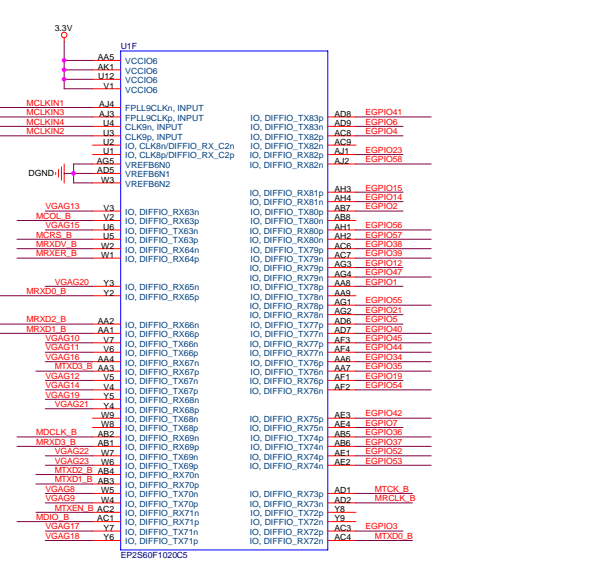 3.3V
U1F
AA5 VCCIO6
AK1 VCCIO6
U12 VCCIO6
V1 VCCIO6
MCLKIN1 AJ4 FPLL9CLKn, INPUT
MCLKIN3 AJ3 FPLL9CLKp, INPUT
MCLKIN4 U4 CLK9n, INPUT
MCLKIN2 U3 CLK9p, INPUT
U2 IO, CLK8n/DIFFIO_RX_C2n
U1 IO, CLK8p/DIFFIO_RX_C2p
AG5 VREFB6N0
DGND AD5 VREFB6N1
W3 VREFB6N2
VGAG13 V3 IO, DIFFIO_RX63n
MCOL_B V2 IO, DIFFIO_RX63p
VGAG15 U6 IO, DIFFIO_TX63n
MCRS_B U5 IO, DIFFIO_TX63p
MRXDV_B W2 IO, DIFFIO_RX64n
MRXER_B W1 IO, DIFFIO_RX64p
VGAG20 Y3 IO, DIFFIO_RX65n
MRXD0_B Y2 IO, DIFFIO_RX65p
MRXD2_B AA2 IO, DIFFIO_RX66n
MRXD1_B AA1 IO, DIFFIO_RX66p
VGAG10 V7 IO, DIFFIO_TX66n
VGAG11 V6 IO, DIFFIO_TX66p
VGAG16 AA4 IO, DIFFIO_RX67n
MTXD3_B AA3 IO, DIFFIO_RX67p
VGAG12 V5 IO, DIFFIO_TX67n
VGAG14 V4 IO, DIFFIO_TX67p
VGAG19 Y5 IO, DIFFIO_RX68n
VGAG21 Y4 IO, DIFFIO_RX68p
W9 IO, DIFFIO_TX68n
W8 IO, DIFFIO_TX68p
MDCLK_B AB2 IO, DIFFIO_RX69n
MRXD3_B AB1 IO, DIFFIO_RX69p
VGAG22 W7 IO, DIFFIO_TX69n
VGAG23 W6 IO, DIFFIO_TX69p
MTXD2_B AB4 IO, DIFFIO_RX70n
MTXD1_B AB3 IO, DIFFIO_RX70p
VGAG8 W5 IO, DIFFIO_TX70n
VGAG9 W4 IO, DIFFIO_TX70p
MTXEN_B AC2 IO, DIFFIO_RX71n
MDIO_B AC1 IO, DIFFIO_RX71p
VGAG17 Y7 IO, DIFFIO_TX71n
VGAG18 Y6 IO, DIFFIO_TX71p
IO, DIFFIO_TX83p AD8 EGPIO41
IO, DIFFIO_TX83n AD9 EGPIO6
IO, DIFFIO_TX82p AC8 EGPIO4
IO, DIFFIO_TX82n AC9
IO, DIFFIO_RX82p AJ1 EGPIO23
IO, DIFFIO_RX82n AJ2 EGPIO58
IO, DIFFIO_RX81p AH3 EGPIO15
IO, DIFFIO_RX81n AH4 EGPIO14
IO, DIFFIO_TX80p AB7 EGPIO2
IO, DIFFIO_TX80n AB8
IO, DIFFIO_RX80p AH1 EGPIO56
IO, DIFFIO_RX80n AH2 EGPIO57
IO, DIFFIO_TX79p AC6 EGPIO38
IO, DIFFIO_TX79n AC7 EGPIO39
IO, DIFFIO_RX79p AG3 EGPIO12
IO, DIFFIO_RX79n AG4 EGPIO47
IO, DIFFIO_TX78p AA8 EGPIO1
IO, DIFFIO_TX78n AA9
IO, DIFFIO_RX78p AG1 EGPIO55
IO, DIFFIO_RX78n AG2 EGPIO21
IO, DIFFIO_TX77p AD6 EGPIO5
IO, DIFFIO_TX77n AD7 EGPIO40
IO, DIFFIO_RX77p AF3 EGPIO45
IO, DIFFIO_RX77n AF4 EGPIO44
IO, DIFFIO_TX76p AA6 EGPIO34
IO, DIFFIO_TX76n AA7 EGPIO35
IO, DIFFIO_RX76p AF1 EGPIO19
IO, DIFFIO_RX76n AF2 EGPIO54
IO, DIFFIO_RX75p AE3 EGPIO42
IO, DIFFIO_RX75n AE4 EGPIO7
IO, DIFFIO_TX74p AB5 EGPIO36
IO, DIFFIO_TX74n AB6 EGPIO37
IO, DIFFIO_RX74p AE1 EGPIO52
IO, DIFFIO_RX74n AE2 EGPIO53
IO, DIFFIO_RX73p AD1 MTCK_B
IO, DIFFIO_RX73n AD2 MRCLK_B
IO, DIFFIO_TX72p Y8
IO, DIFFIO_TX72n Y9
IO, DIFFIO_RX72p AC3 EGPIO3
IO, DIFFIO_RX72n AC4 MTXD0_B
EP2S60F1020C5